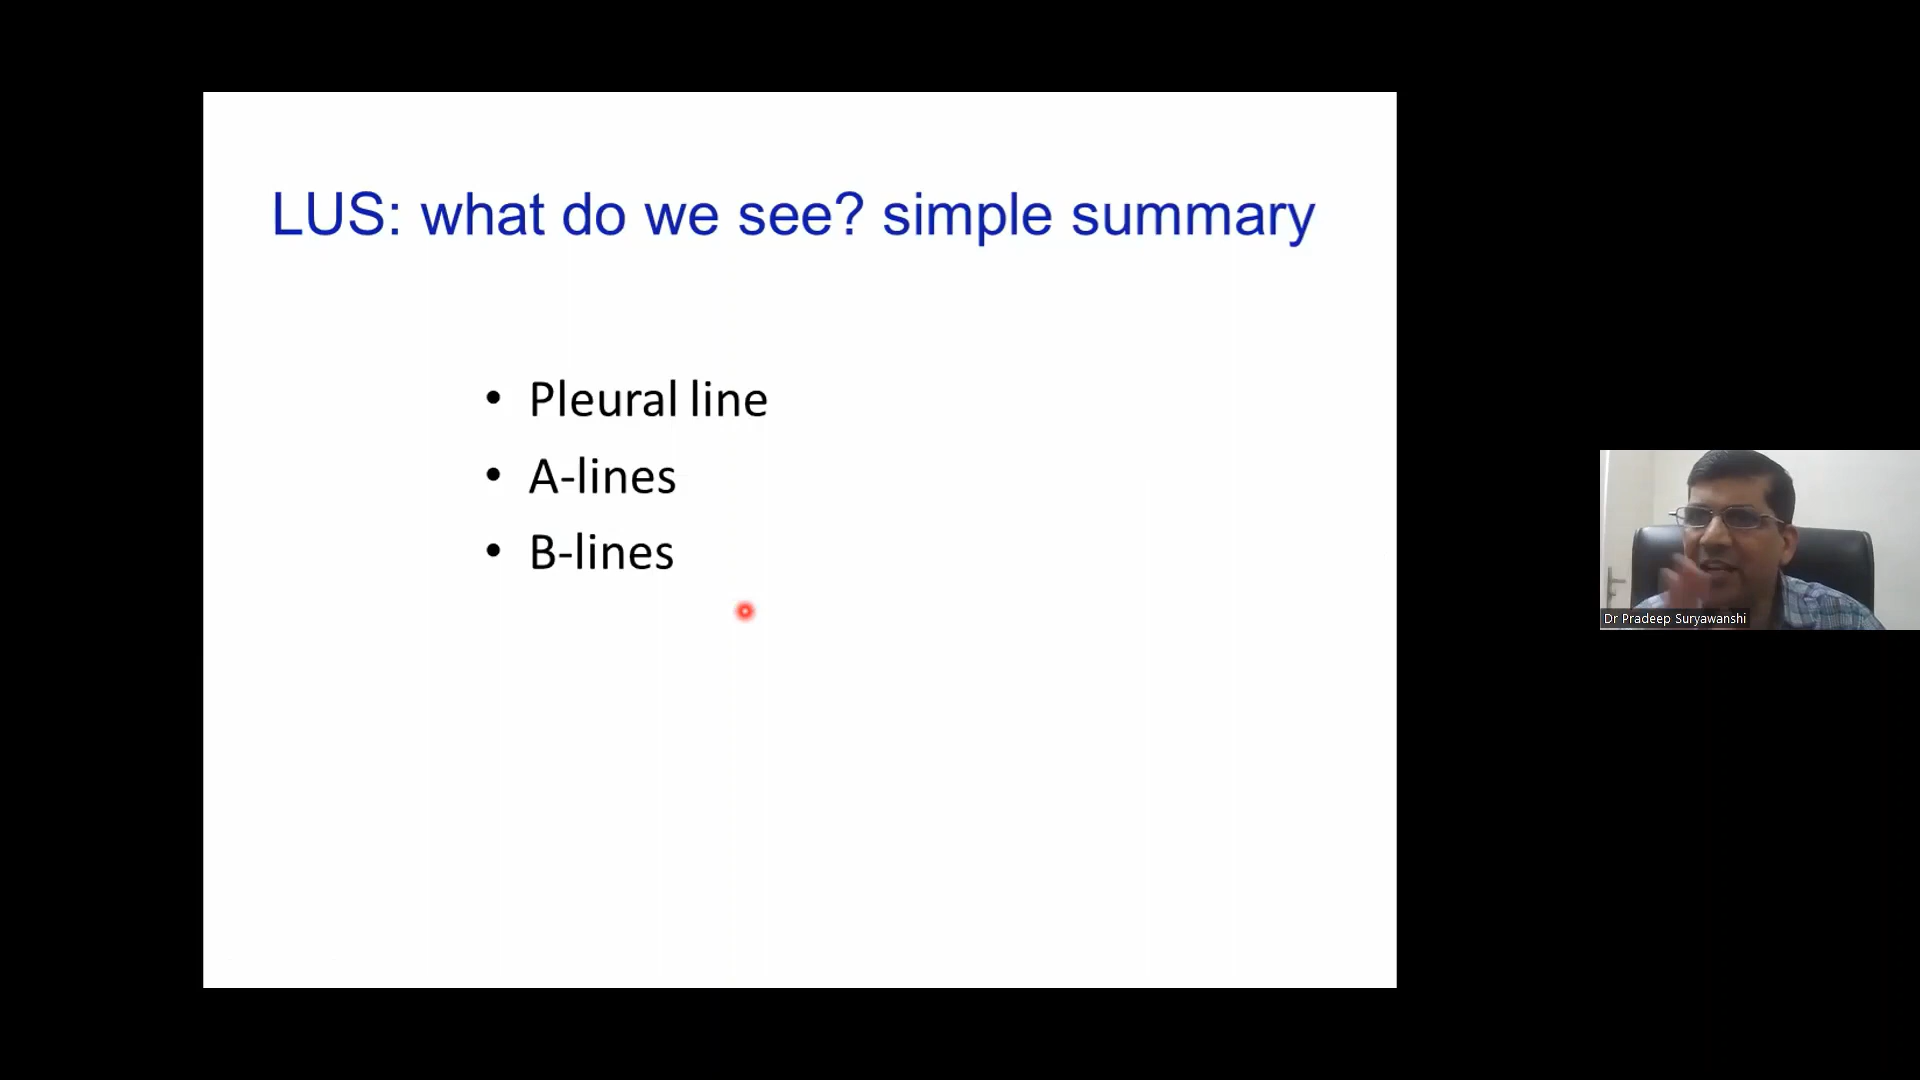 LUS: what do we see? simple summary
• Pleural line
• A-lines
• B-lines
Dr Pradeep Suryawanshi